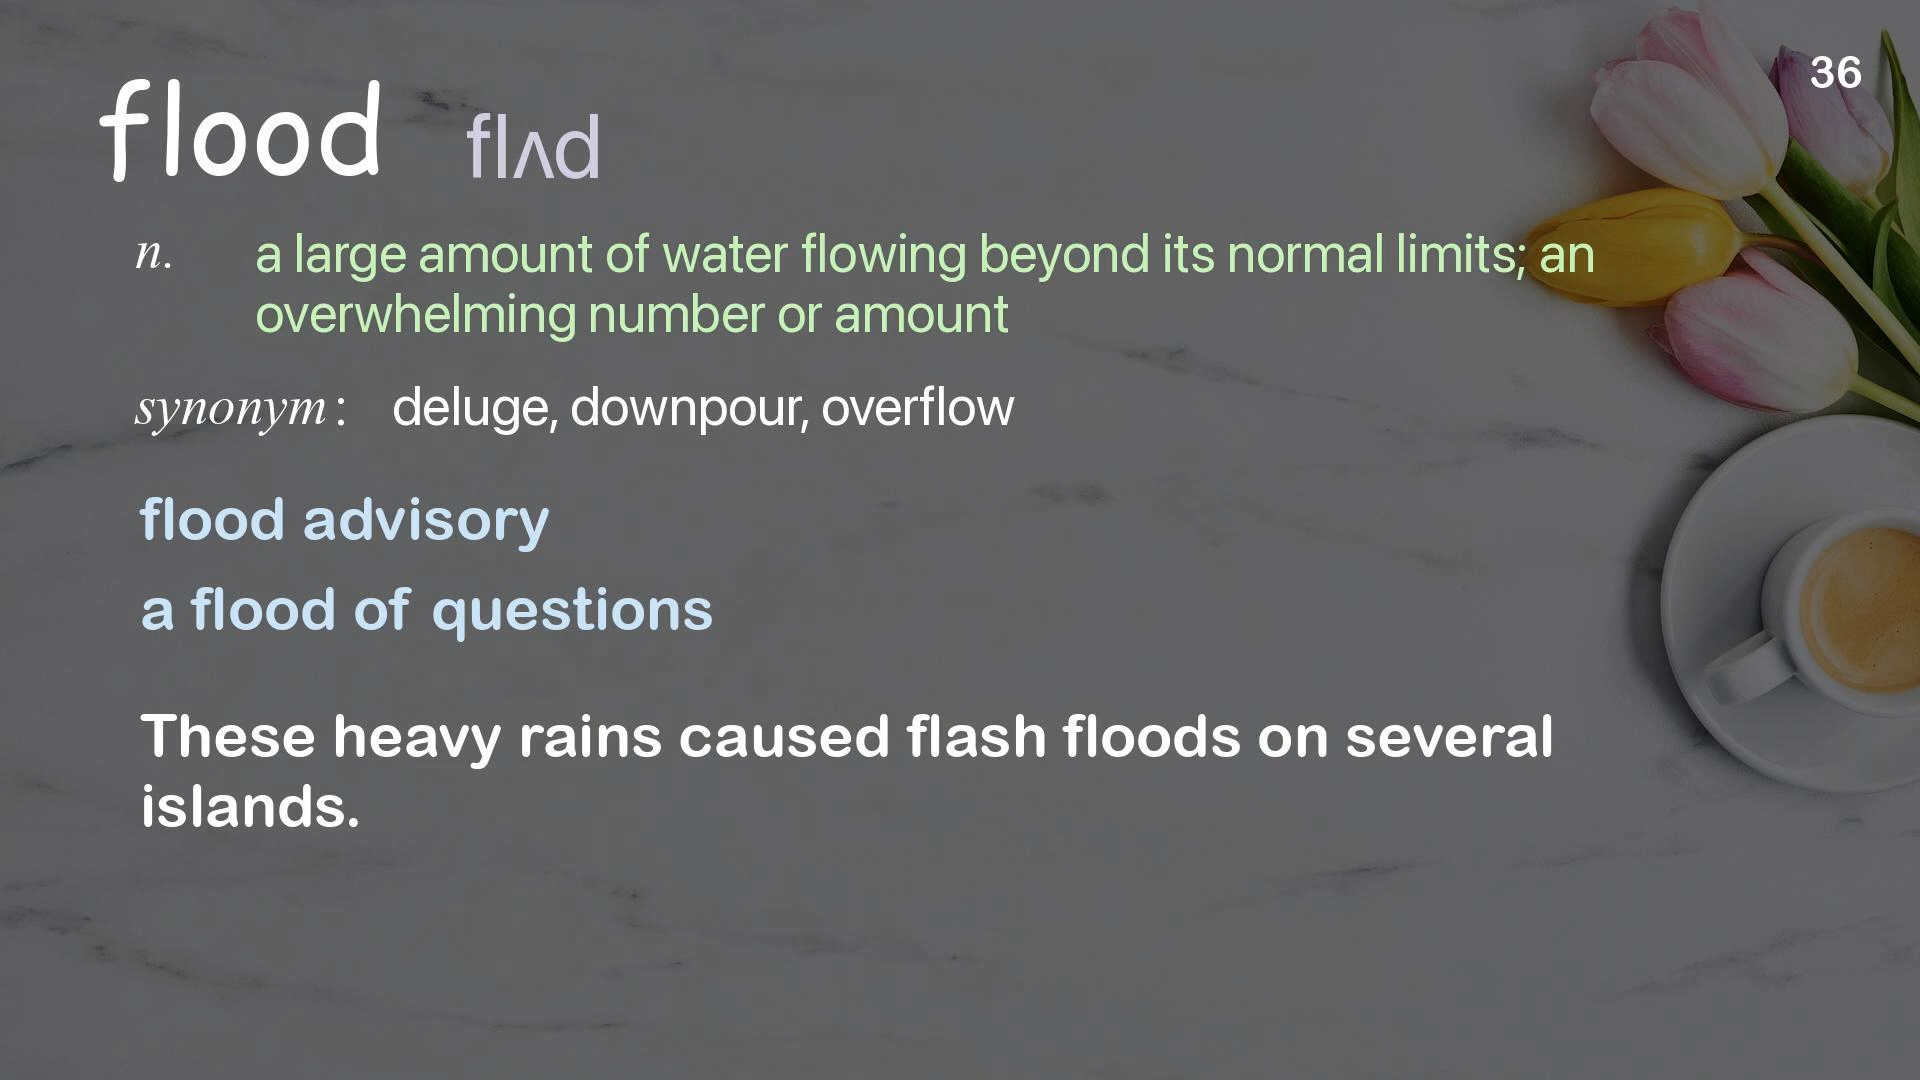 36
flood flʌd
n. a large amount of water flowing beyond its normal limits; an
overwhelming number or amount
synonym: deluge, downpour, overflow
flood advisory
a flood of questions
These heavy rains caused flash floods on several
islands.